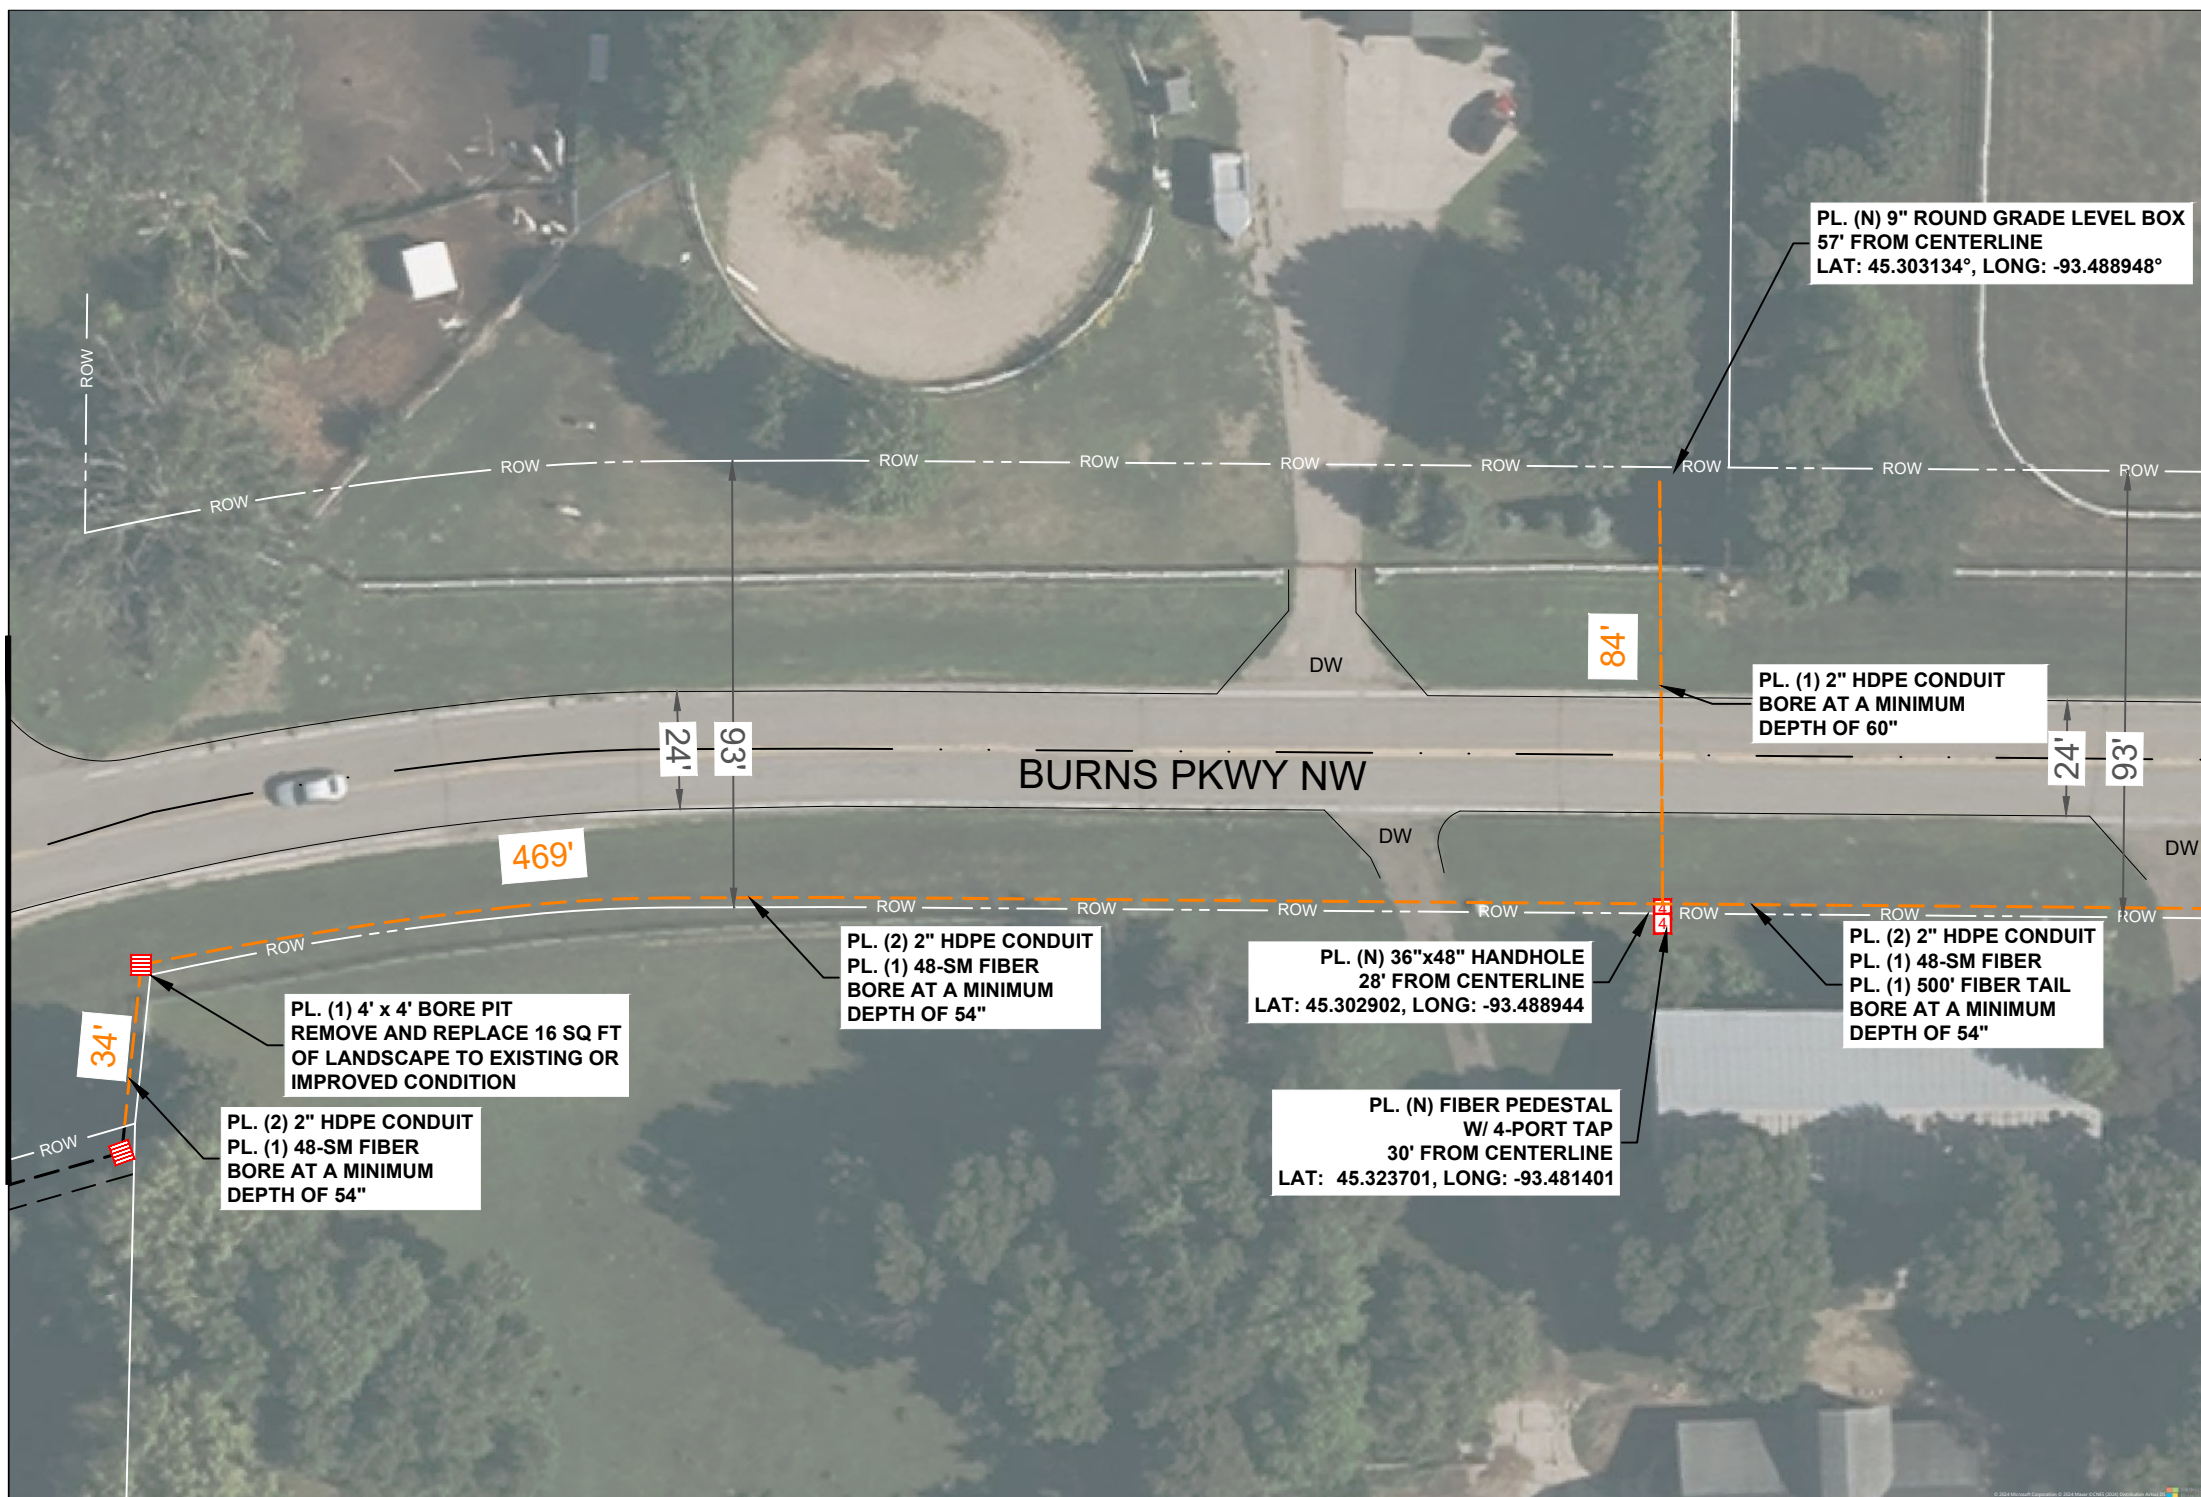 PL. (N) 9" ROUND GRADE LEVEL BOX
57' FROM CENTERLINE
LAT: 45.303134°, LONG: -93.488948°
ROW
ROW
ROW
ROW
ROW
ROW
ROW
ROW
ROW
ROW
84'
DW
PL. (1) 2" HDPE CONDUIT
BORE AT A MINIMUM
DEPTH OF 60"
24'
93'
BURNS PKWY NW
24'
93'
469'
DW
DW
ROW
ROW
ROW
ROW
ROW
ROW
ROW
ROW
4
4
PL. (2) 2" HDPE CONDUIT
PL. (1) 48-SM FIBER
BORE AT A MINIMUM
DEPTH OF 54"
PL. (N) 36"x48" HANDHOLE
28' FROM CENTERLINE
LAT: 45.302902, LONG: -93.488944
PL. (2) 2" HDPE CONDUIT
PL. (1) 48-SM FIBER
PL. (1) 500' FIBER TAIL
BORE AT A MINIMUM
DEPTH OF 54"
PL. (1) 4' x 4' BORE PIT
REMOVE AND REPLACE 16 SQ FT
OF LANDSCAPE TO EXISTING OR
IMPROVED CONDITION
34'
PL. (N) FIBER PEDESTAL
W/ 4-PORT TAP
30' FROM CENTERLINE
LAT: 45.323701, LONG: -93.481401
PL. (2) 2" HDPE CONDUIT
PL. (1) 48-SM FIBER
BORE AT A MINIMUM
DEPTH OF 54"
ROW